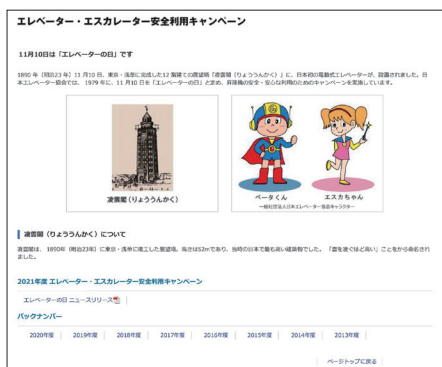 エレベーター・エスカレーター安全利用キャンペーン
11月10日は「エレベーターの日」です
1890 年（明治23 年）11 月10 日、東京・浅草に完成した12 階建ての展望塔「凌雲閣（りょううんかく）」に、日本初の電動式エレベーターが、設置されました。日
本エレベーター協会では、1979 年に、11 月10 日を「エレベーターの日」と定め、昇降機の安全・安心な利用のためのキャンペーンを実施しています。
凌雲閣（りょううんかく）
ベータくん エスカちゃん
一般社団法人日本エレベーター協会キャラクター
凌雲閣（りょううんかく）について
凌雲閣は、1890年（明治23年）に東京・浅草に竣工した展望塔。高さは52mであり、当時の日本で最も高い建築物でした。「雲を凌ぐほど高い」ことをから命名され
ました。
2021年度 エレベーター・エスカレーター安全利用キャンペーン
エレベーターの日 ニュースリリース
バックナンバー
2020年度 2019年度 2018年度 2017年度 2016年度 2015年度 2014年度 2013年度
ページトップに戻る